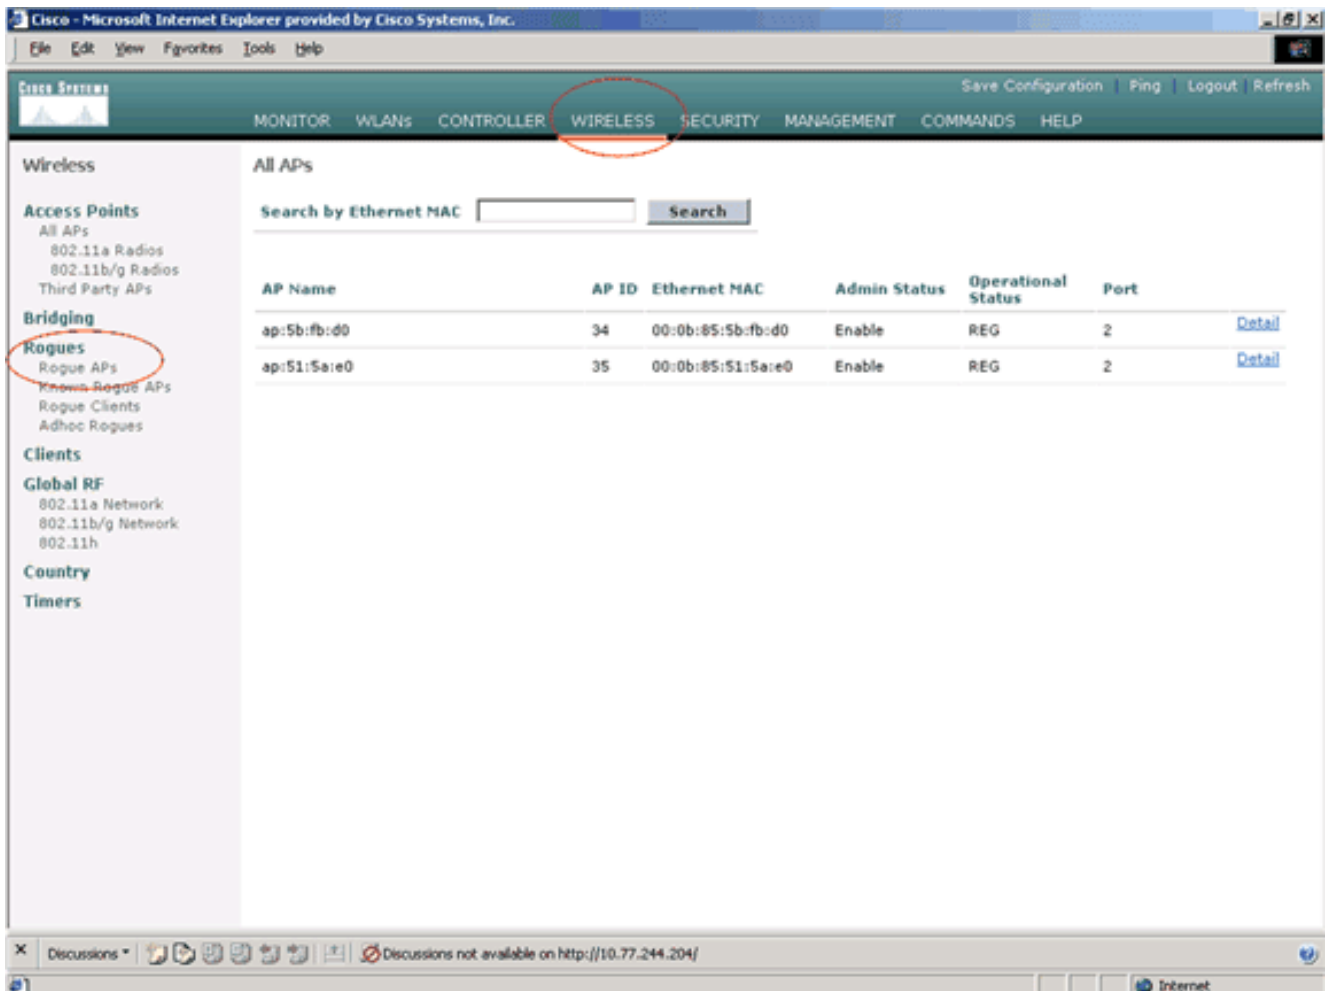 Cisco - Microsoft Internet Explorer provided by Cisco Systems, Inc.
File Edit View Favorites Tools Help
CISCO SYSTEMS
Save Configuration | Ping | Logout | Refresh
MONITOR WLANs CONTROLLER WIRELESS SECURITY MANAGEMENT COMMANDS HELP
Wireless
Access Points
All APs
802.11a Radios
802.11b/g Radios
Third Party APs
Bridging
Rogues
Rogue APs
Known Rogue APs
Rogue Clients
Adhoc Rogues
Clients
Global RF
802.11a Network
802.11b/g Network
802.11h
Country
Timers
All APs
Search by Ethernet MAC Search
AP Name AP ID Ethernet MAC Admin Status Operational Status Port
ap:5b:fb:d0 34 00:0b:85:5b:fb:d0 Enable REG 2 Detail
ap:51:5a:e0 35 00:0b:85:51:5a:e0 Enable REG 2 Detail
Discussions Discussions not available on http://10.77.244.204/
Internet